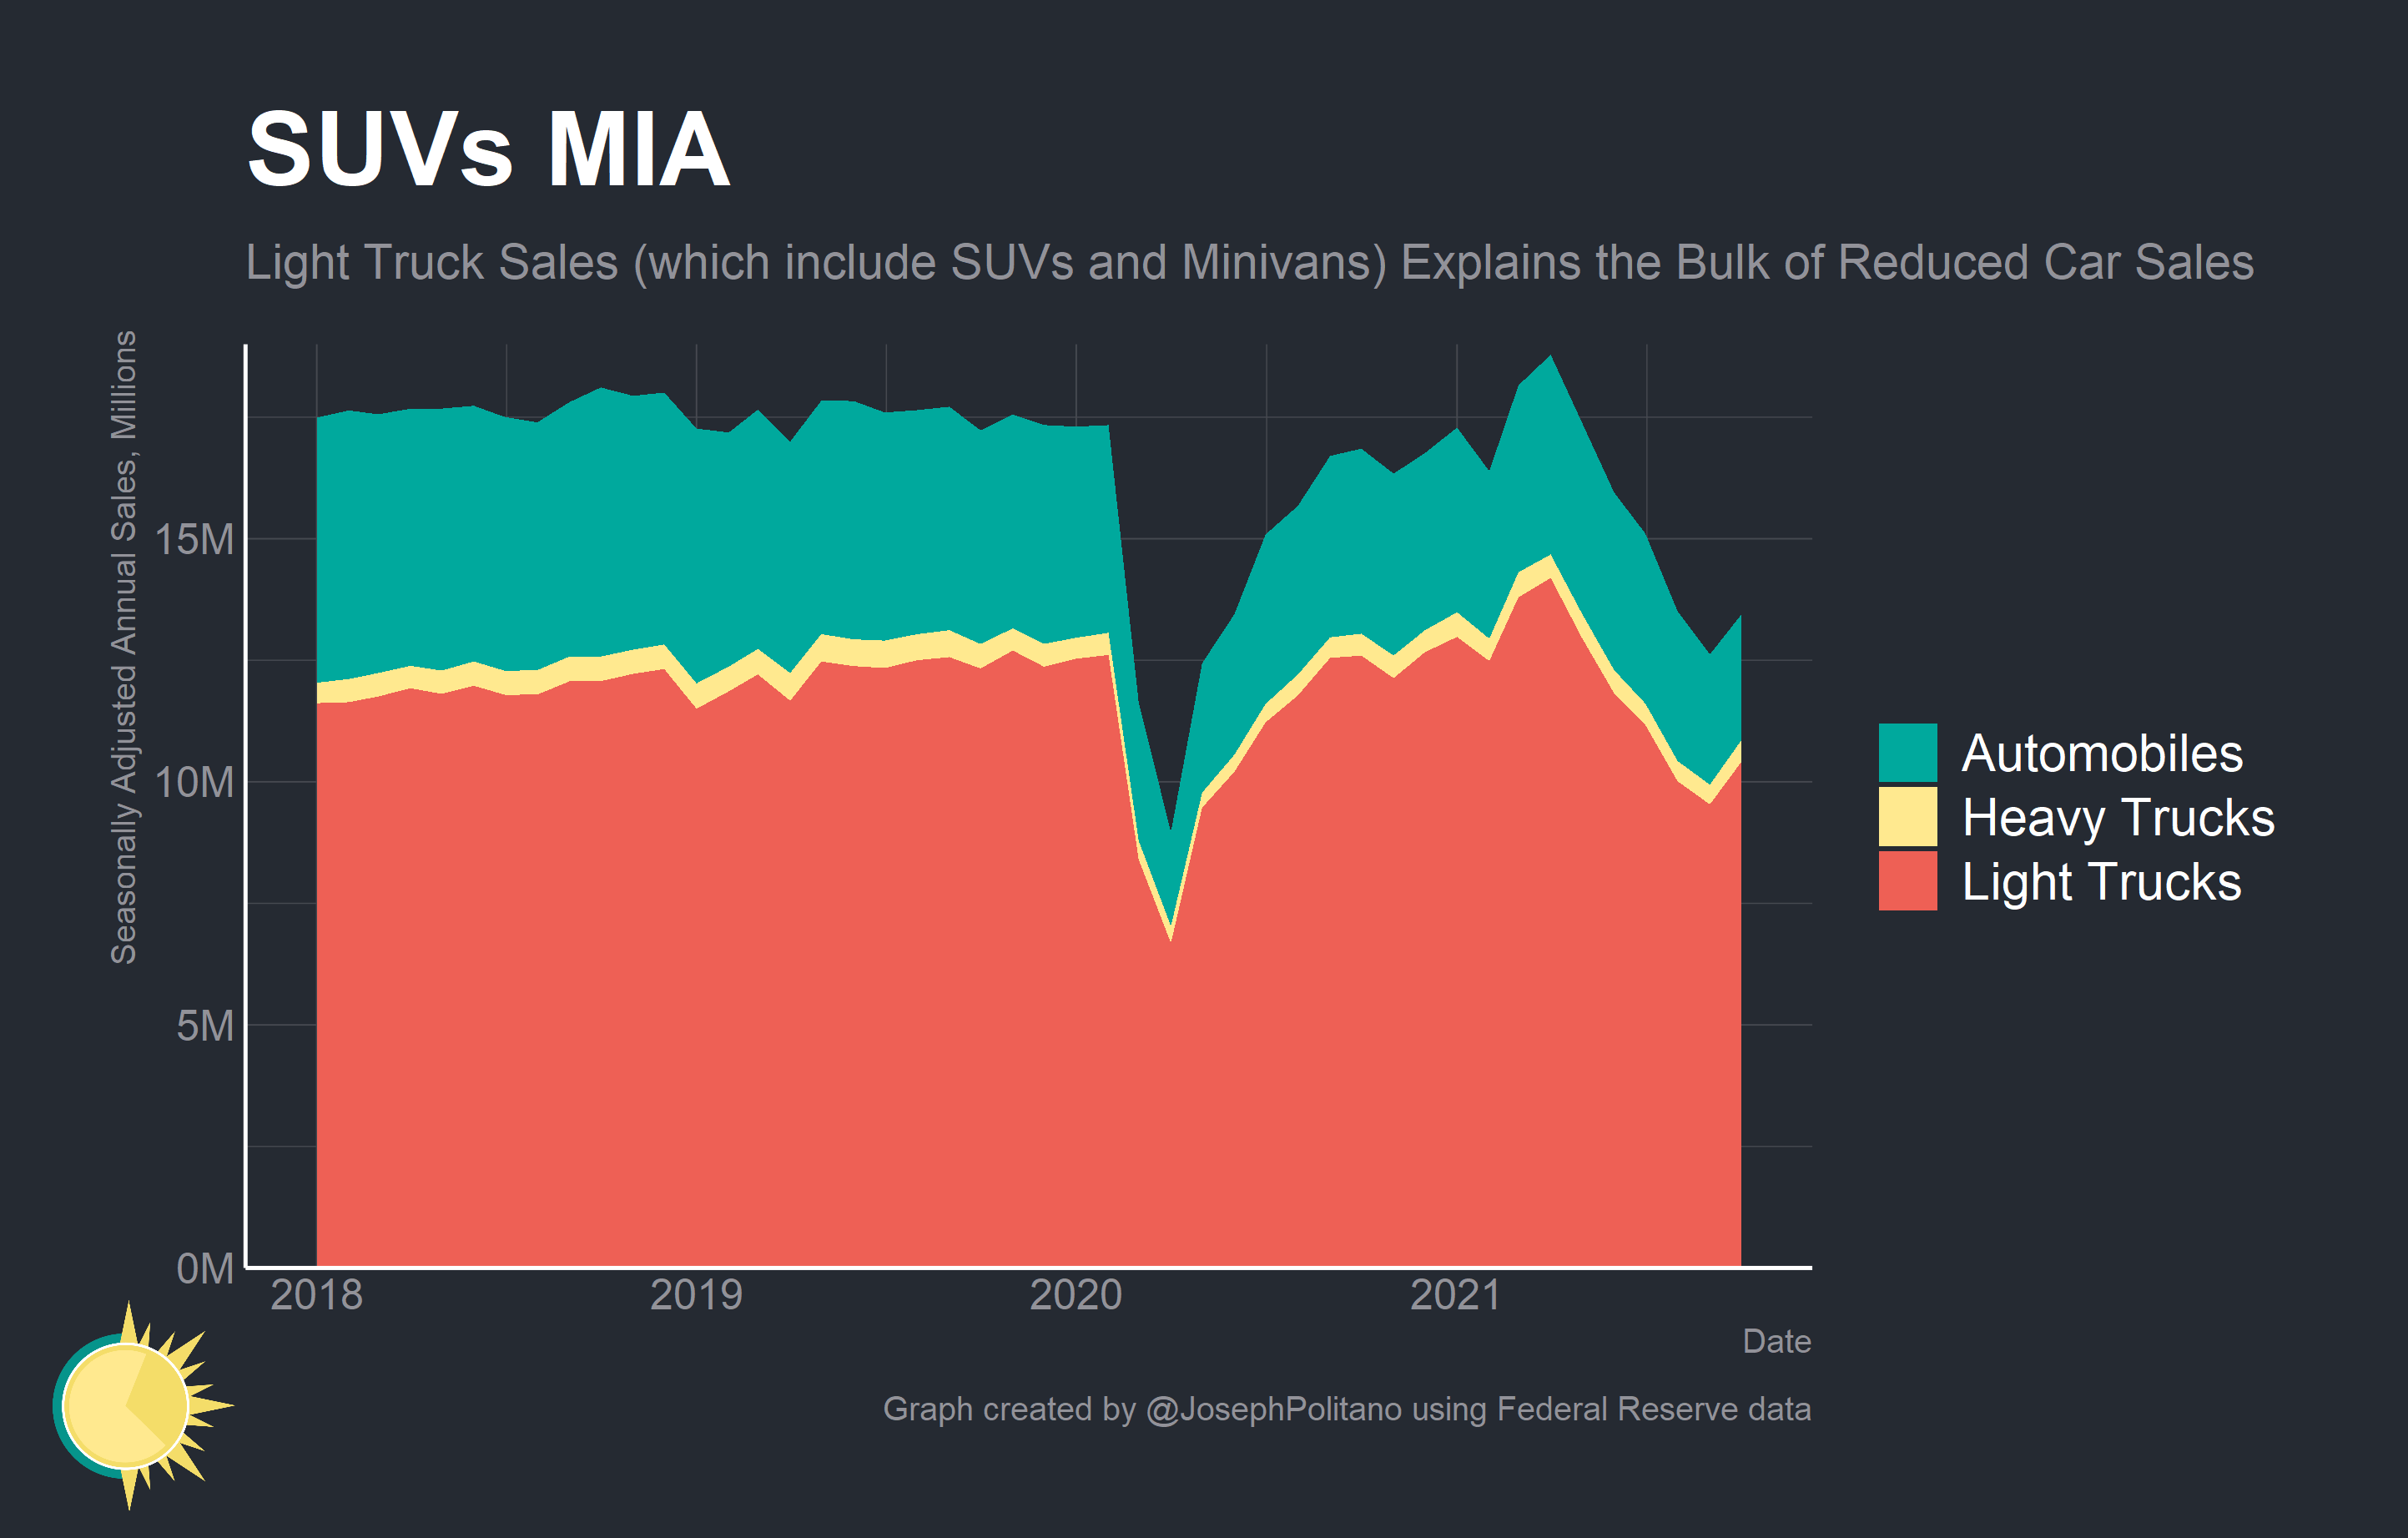 SUVs MIA
Light Truck Sales (which include SUVs and Minivans) Explains the Bulk of Reduced Car Sales
Seasonally Adjusted Annual Sales, Millions
15M
10M
5M
0M
2018
2019
2020
2021
Date
Automobiles
Heavy Trucks
Light Trucks
Graph created by @JosephPolitano using Federal Reserve data